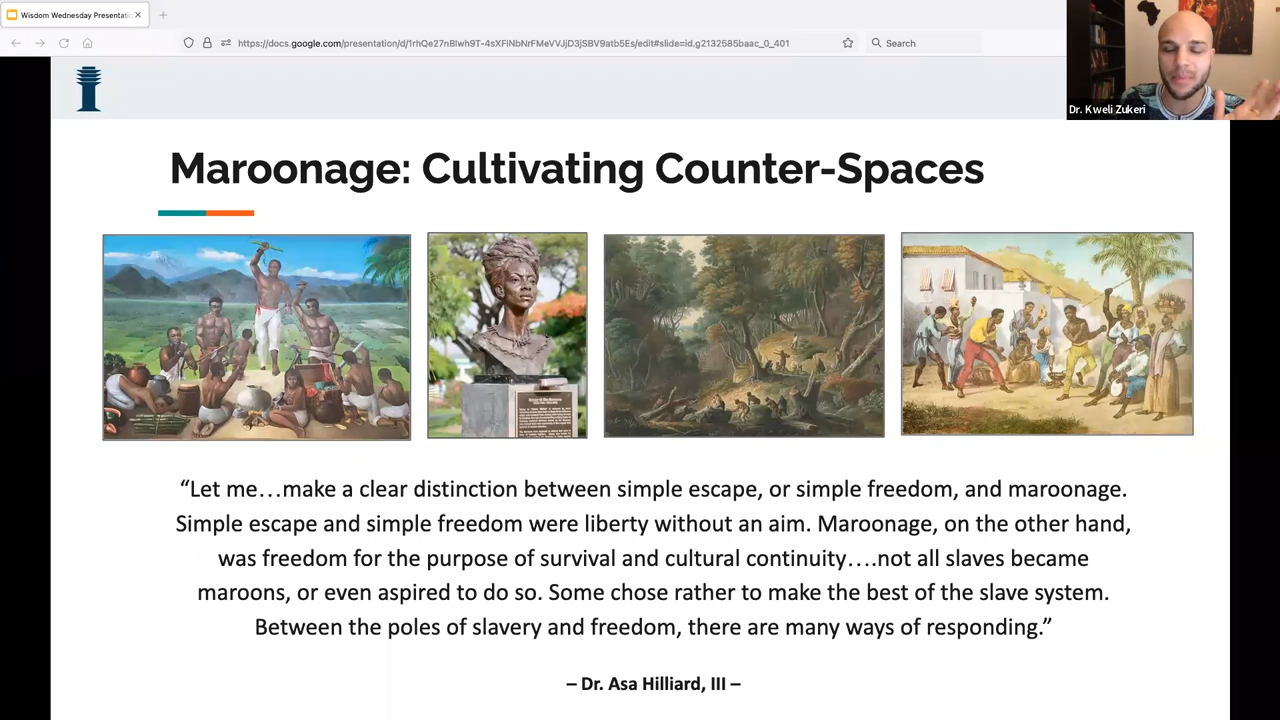 Wisdom Wednesday Presentati
https://docs.google.com/presentation/d/1rhQe27nBlwh9T-4sXFiNbNrFMeVVJjD3jSBV9atb5Es/edit#slide=id.g2132585baac_0_401
Search
Dr. Kweli Zukeri
Maroonage: Cultivating Counter-Spaces
“Let me…make a clear distinction between simple escape, or simple freedom, and maroonage.
Simple escape and simple freedom were liberty without an aim. Maroonage, on the other hand,
was freedom for the purpose of survival and cultural continuity….not all slaves became
maroons, or even aspired to do so. Some chose rather to make the best of the slave system.
Between the poles of slavery and freedom, there are many ways of responding.”
– Dr. Asa Hilliard, III –